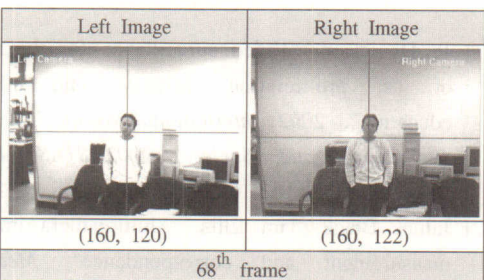 Left Image Right Image
Left Camera Right Camera
(160, 120) (160, 122)
68th frame